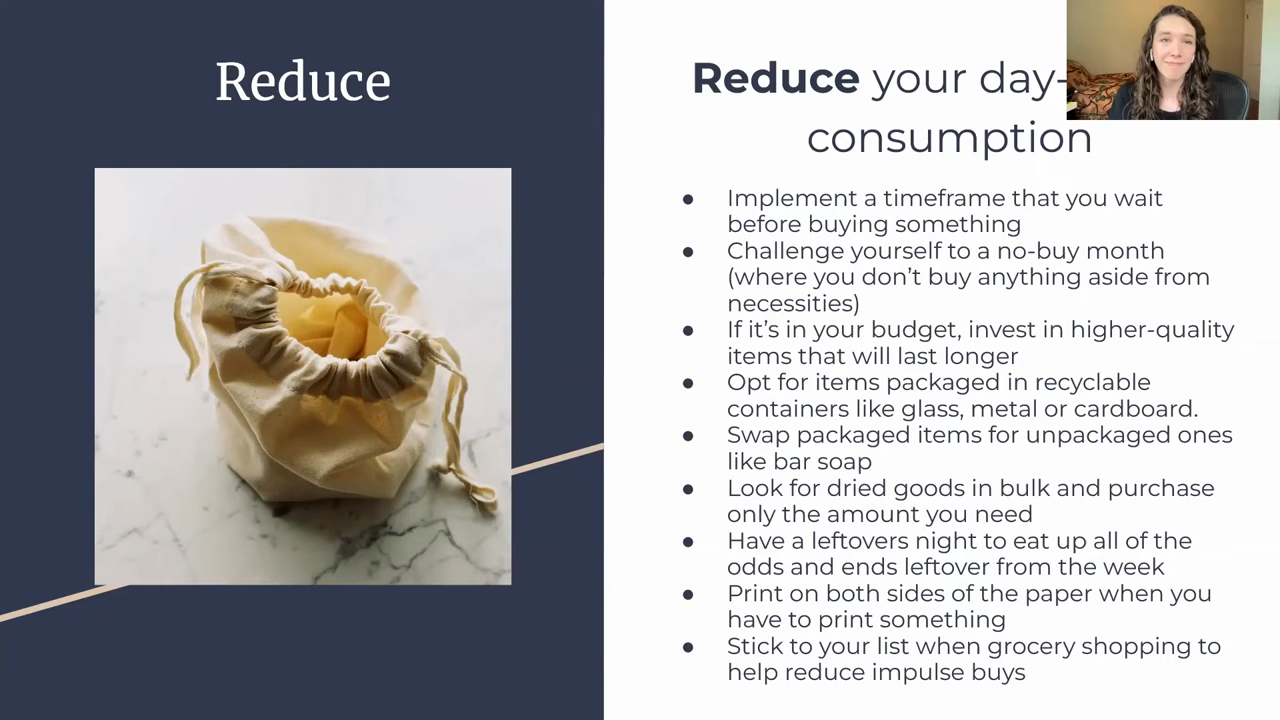 Reduce
Reduce your day-
consumption
● Implement a timeframe that you wait
before buying something
● Challenge yourself to a no-buy month
(where you don’t buy anything aside from
necessities)
● If it’s in your budget, invest in higher-quality
items that will last longer
● Opt for items packaged in recyclable
containers like glass, metal or cardboard.
● Swap packaged items for unpackaged ones
like bar soap
● Look for dried goods in bulk and purchase
only the amount you need
● Have a leftovers night to eat up all of the
odds and ends leftover from the week
● Print on both sides of the paper when you
have to print something
● Stick to your list when grocery shopping to
help reduce impulse buys